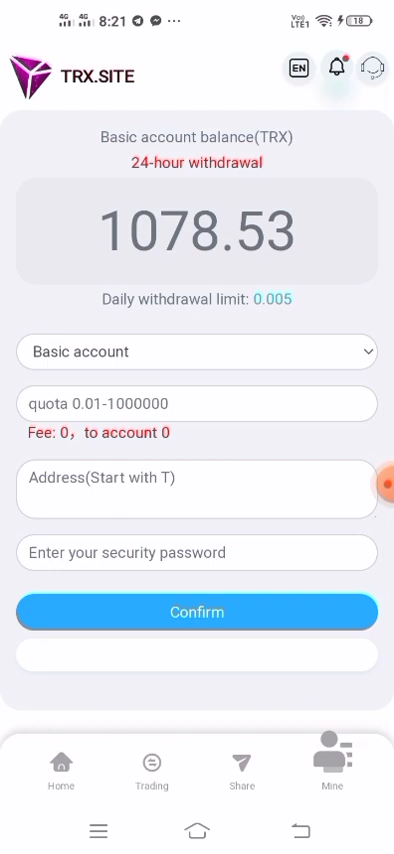 4G 4G 8:21 ··· Vo) LTE1 18
TRX.SITE EN
Basic account balance(TRX)
24-hour withdrawal
1078.53
Daily withdrawal limit: 0.005
Basic account
quota 0.01-1000000
Fee: 0，to account 0
Address(Start with T)
Enter your security password
Confirm
Home Trading Share Mine